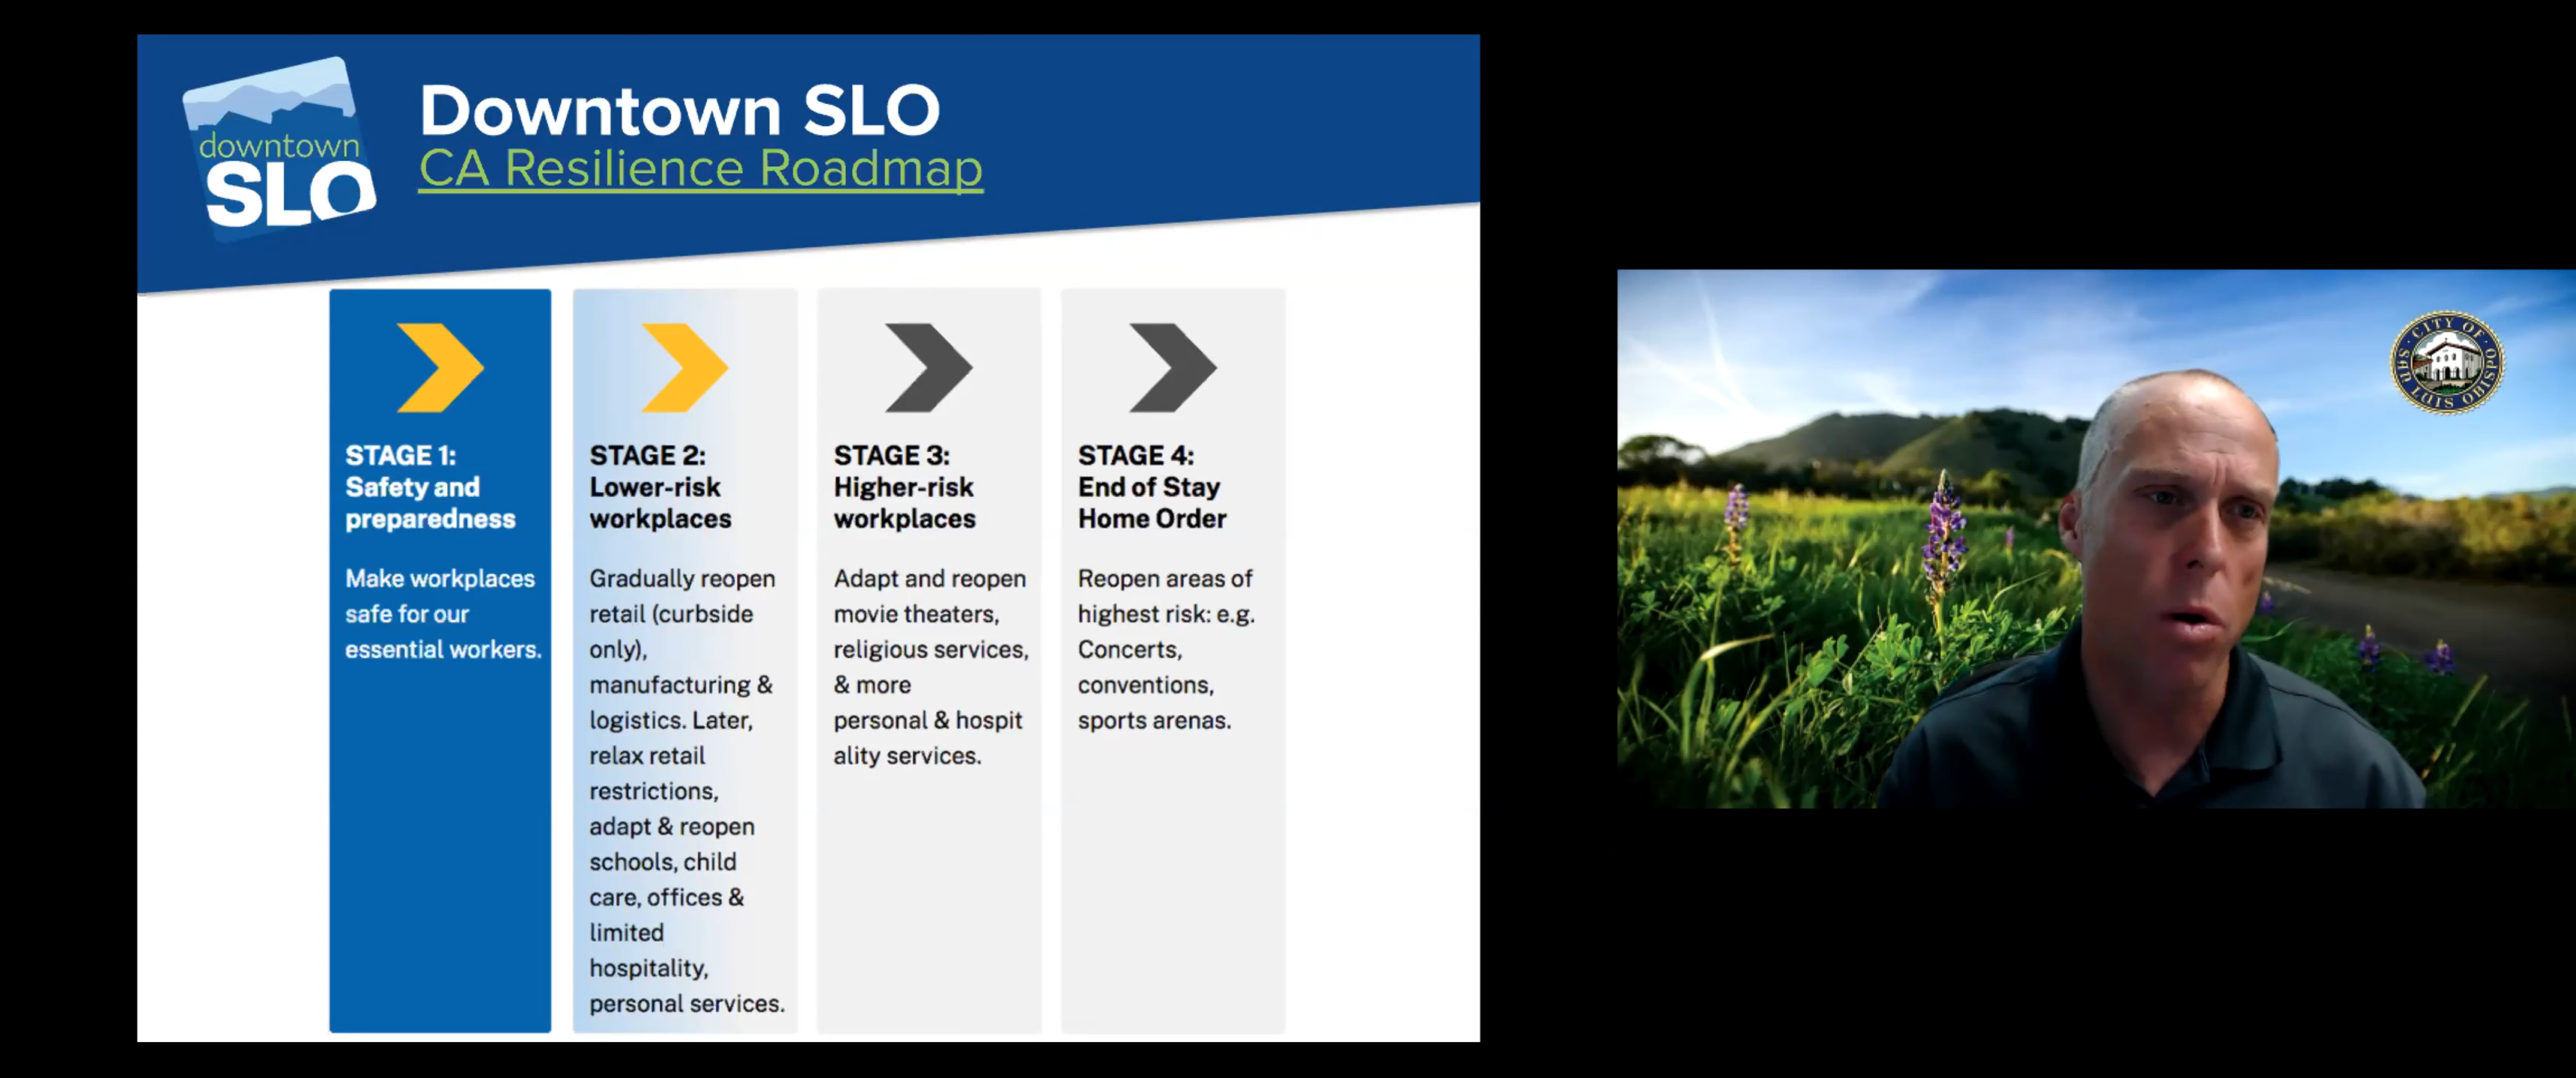 downtown
SLO
Downtown SLO
CA Resilience Roadmap
STAGE 1:
Safety and
preparedness
Make workplaces
safe for our
essential workers.
STAGE 2:
Lower-risk
workplaces
Gradually reopen
retail (curbside
only),
manufacturing &
logistics. Later,
relax retail
restrictions,
adapt & reopen
schools, child
care, offices &
limited
hospitality,
personal services.
STAGE 3:
Higher-risk
workplaces
Adapt and reopen
movie theaters,
religious services,
& more
personal & hospit
ality services.
STAGE 4:
End of Stay
Home Order
Reopen areas of
highest risk: e.g.
Concerts,
conventions,
sports arenas.
CITY OF
SAN LUIS OBISPO